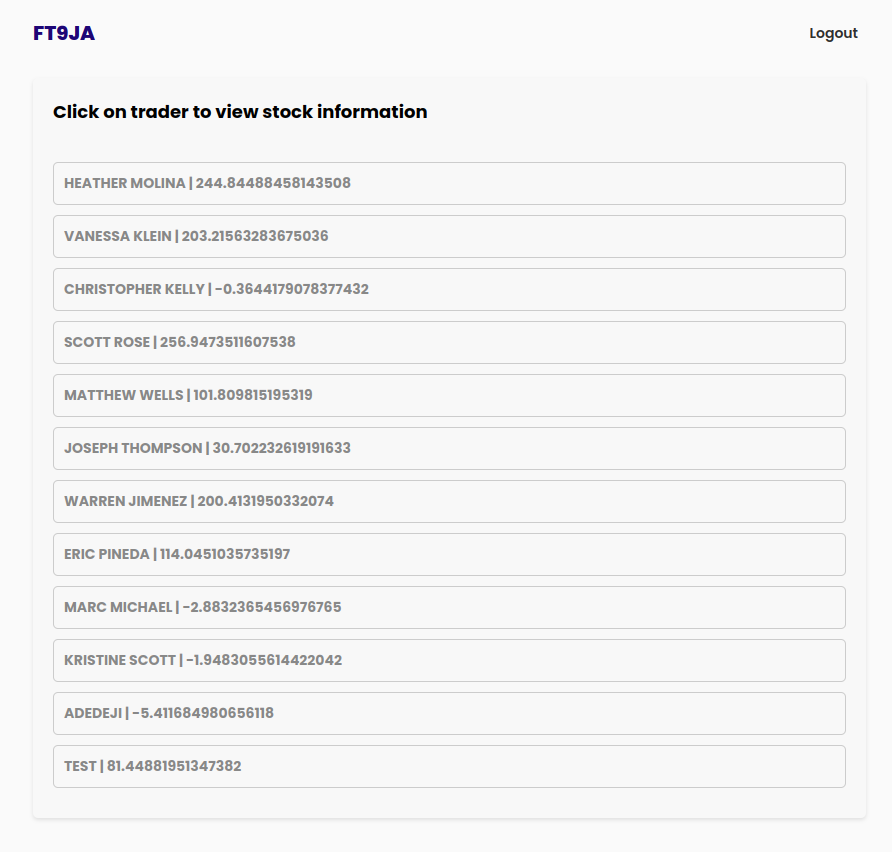 FT9JA
Logout
Click on trader to view stock information
HEATHER MOLINA | 244.84488458143508
VANESSA KLEIN | 203.21563283675036
CHRISTOPHER KELLY | -0.3644179078377432
SCOTT ROSE | 256.9473511607538
MATTHEW WELLS | 101.809815195319
JOSEPH THOMPSON | 30.702232619191633
WARREN JIMENEZ | 200.4131950332074
ERIC PINEDA | 114.0451035735197
MARC MICHAEL | -2.8832365456976765
KRISTINE SCOTT | -1.9483055614422042
ADEDEJI | -5.411684980656118
TEST | 81.44881951347382